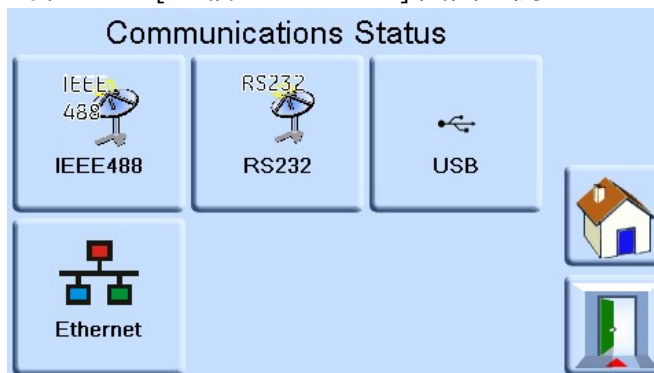 Communications Status
IEEE
488
IEEE488
RS232
RS232
USB
Ethernet